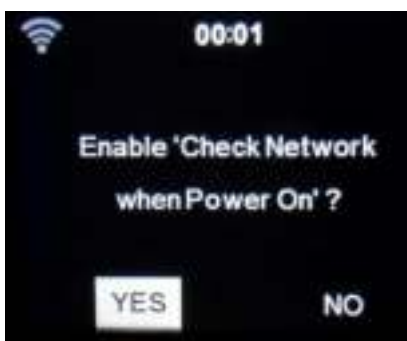 00:01
Enable 'Check Network
when Power On' ?
YES NO